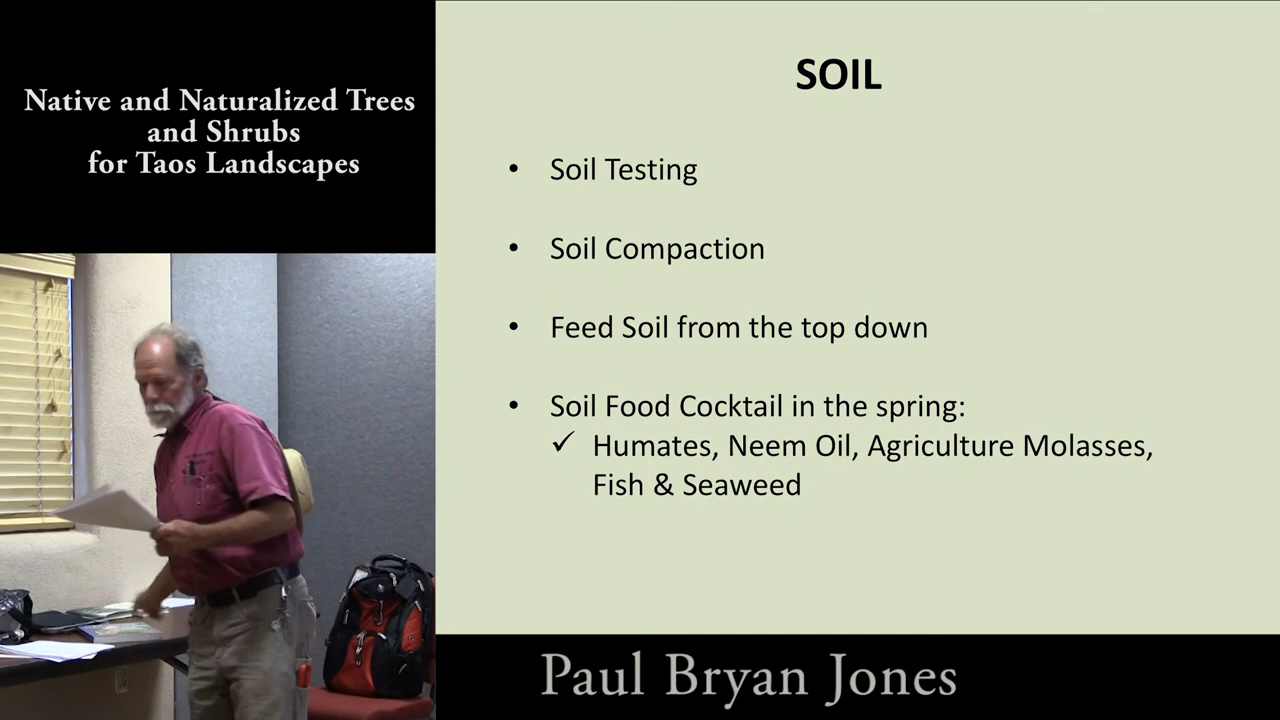 Native and Naturalized Trees
and Shrubs
for Taos Landscapes
SOIL
• Soil Testing
• Soil Compaction
• Feed Soil from the top down
• Soil Food Cocktail in the spring:
✓ Humates, Neem Oil, Agriculture Molasses,
Fish & Seaweed
Paul Bryan Jones